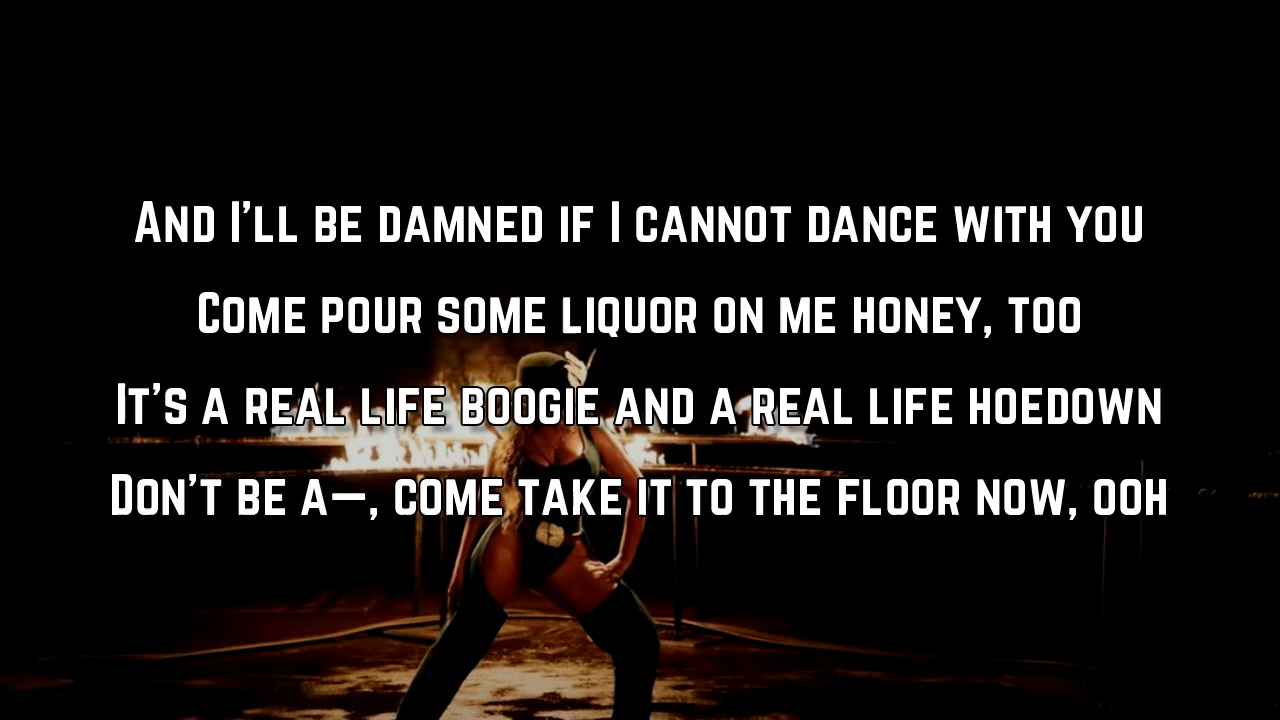 And I'll be damned if I cannot dance with you
Come pour some liquor on me honey, too
It's a real life boogie and a real life hoedown
Don't be a—, come take it to the floor now, ooh